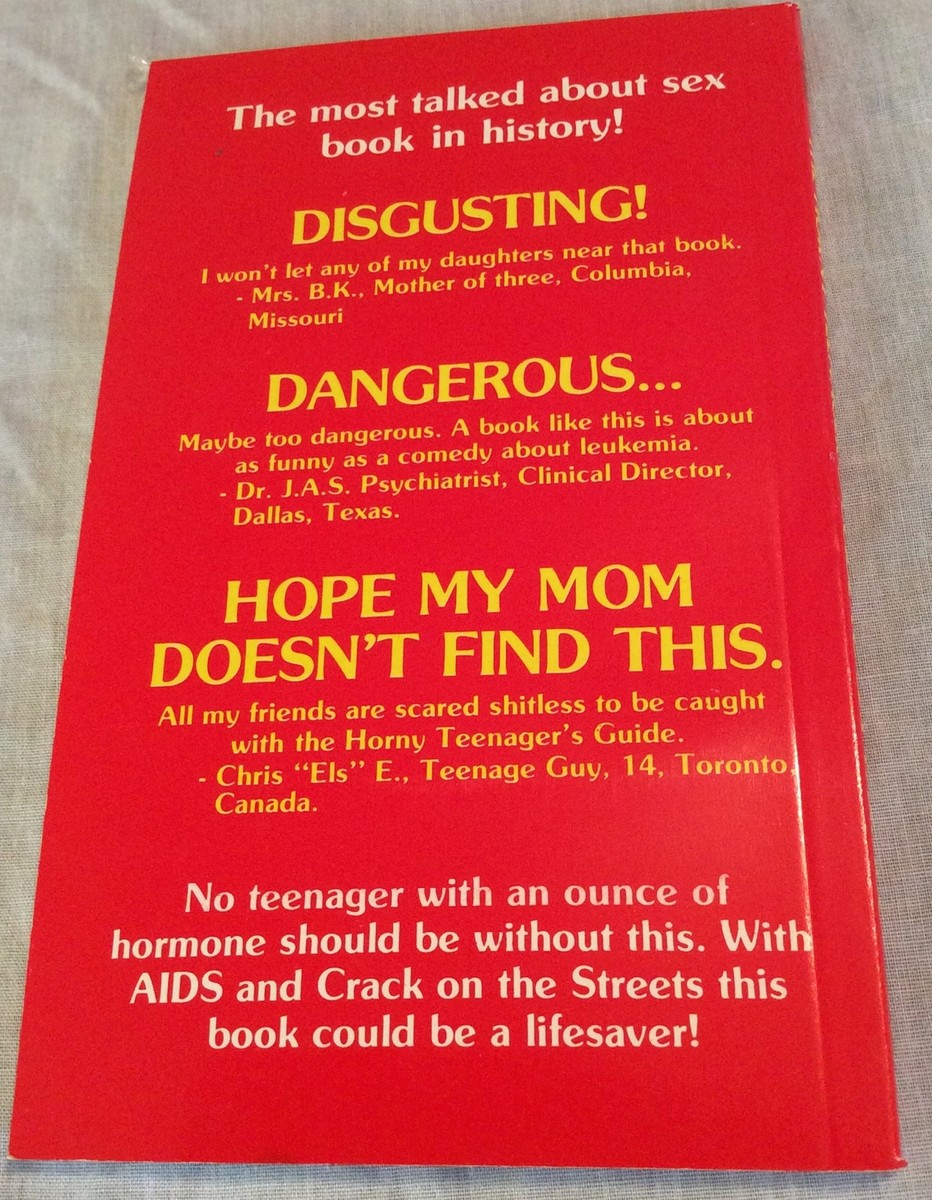 The most talked about sex
book in history!
DISGUSTING!
I won't let any of my daughters near that book.
- Mrs. B.K., Mother of three, Columbia,
Missouri
DANGEROUS...
Maybe too dangerous. A book like this is about
as funny as a comedy about leukemia.
- Dr. J.A.S. Psychiatrist, Clinical Director,
Dallas, Texas.
HOPE MY MOM
DOESN'T FIND THIS.
All my friends are scared shitless to be caught
with the Horny Teenager's Guide.
- Chris "Els" E., Teenage Guy, 14, Toronto,
Canada.
No teenager with an ounce of
hormone should be without this. With
AIDS and Crack on the Streets this
book could be a lifesaver!